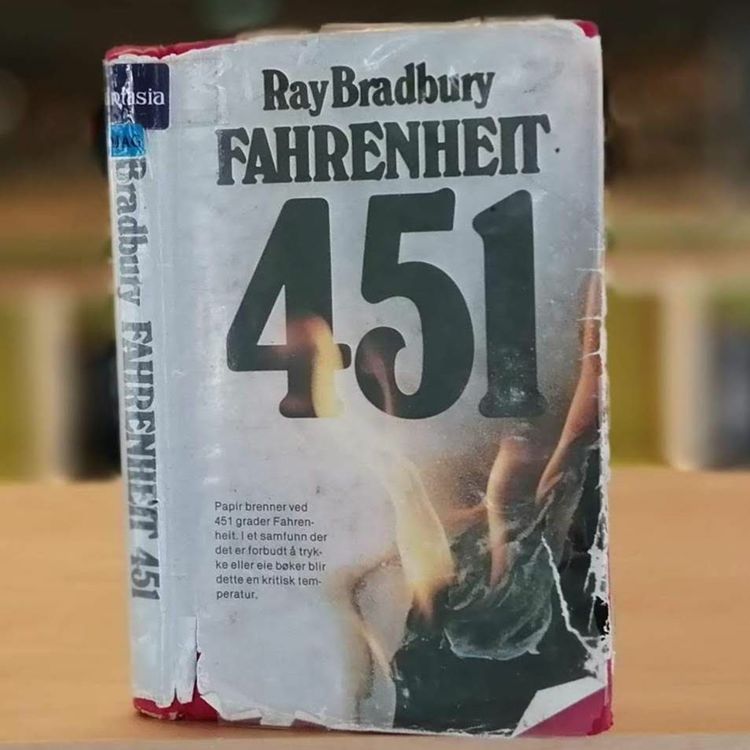 Ray Bradbury
FAHRENHEIT
451
Papir brenner ved
451 grader Fahren-
heit. I et samfunn der
det er forbudt å tryk-
ke eller eie bøker blir
dette en kritisk tem-
peratur.
MAG
Bradbury FAHRENHEIT 451